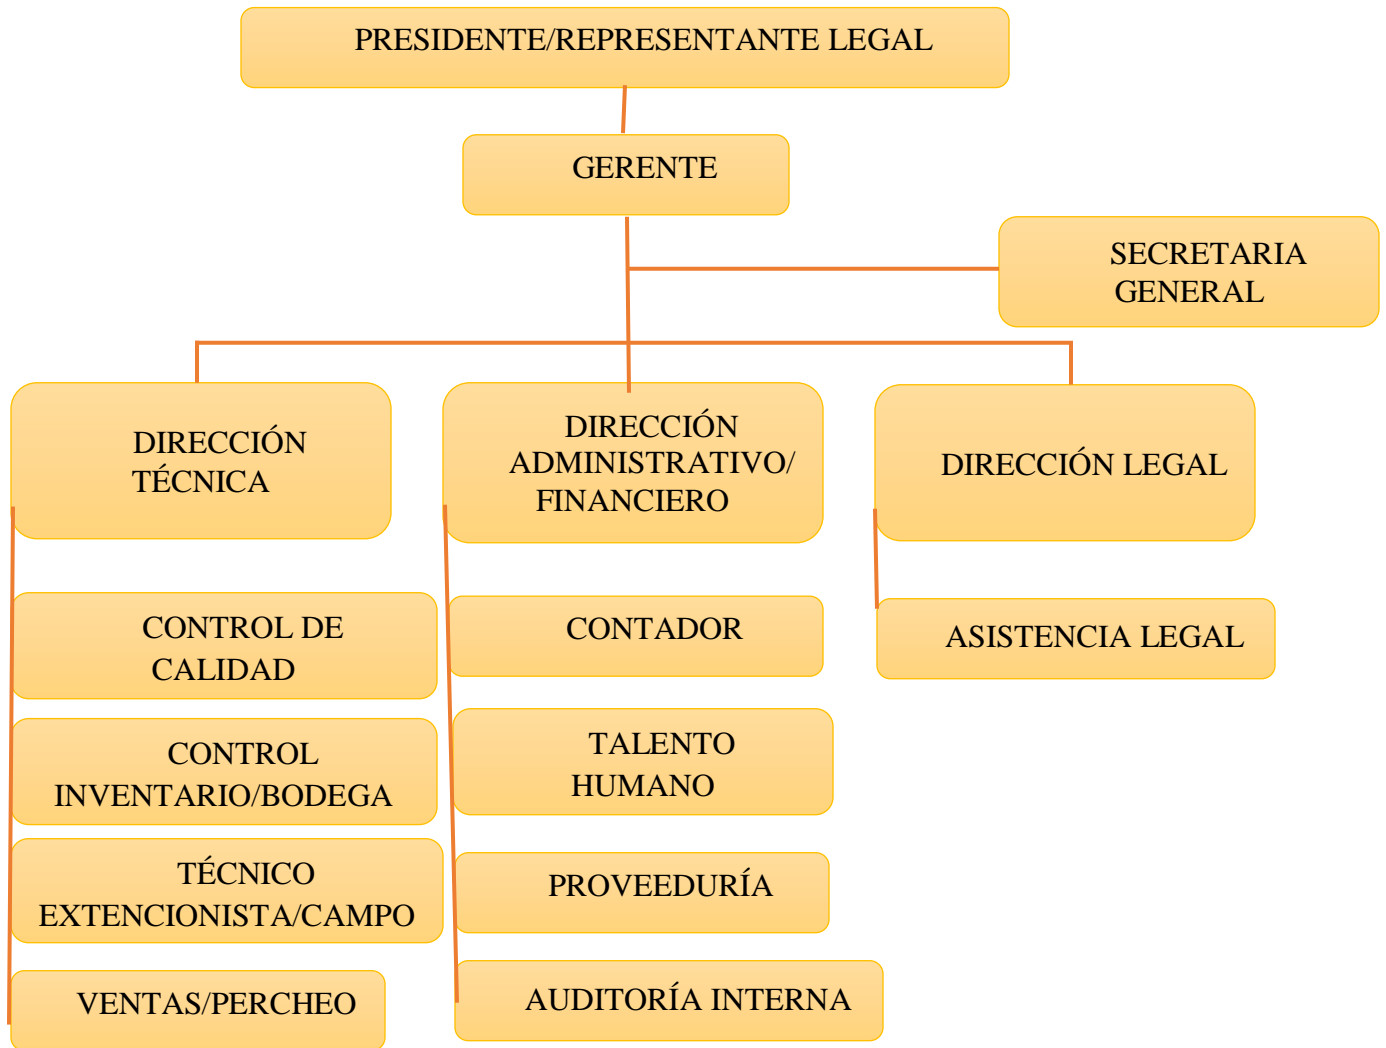 PRESIDENTE/REPRESENTANTE LEGAL
GERENTE
SECRETARIA
GENERAL
DIRECCIÓN
TÉCNICA
DIRECCIÓN
ADMINISTRATIVO/
FINANCIERO
DIRECCIÓN LEGAL
CONTROL DE
CALIDAD
CONTROL
INVENTARIO/BODEGA
TÉCNICO
EXTENCIONISTA/CAMPO
VENTAS/PERCHEO
CONTADOR
TALENTO
HUMANO
PROVEEDURÍA
AUDITORÍA INTERNA
ASISTENCIA LEGAL